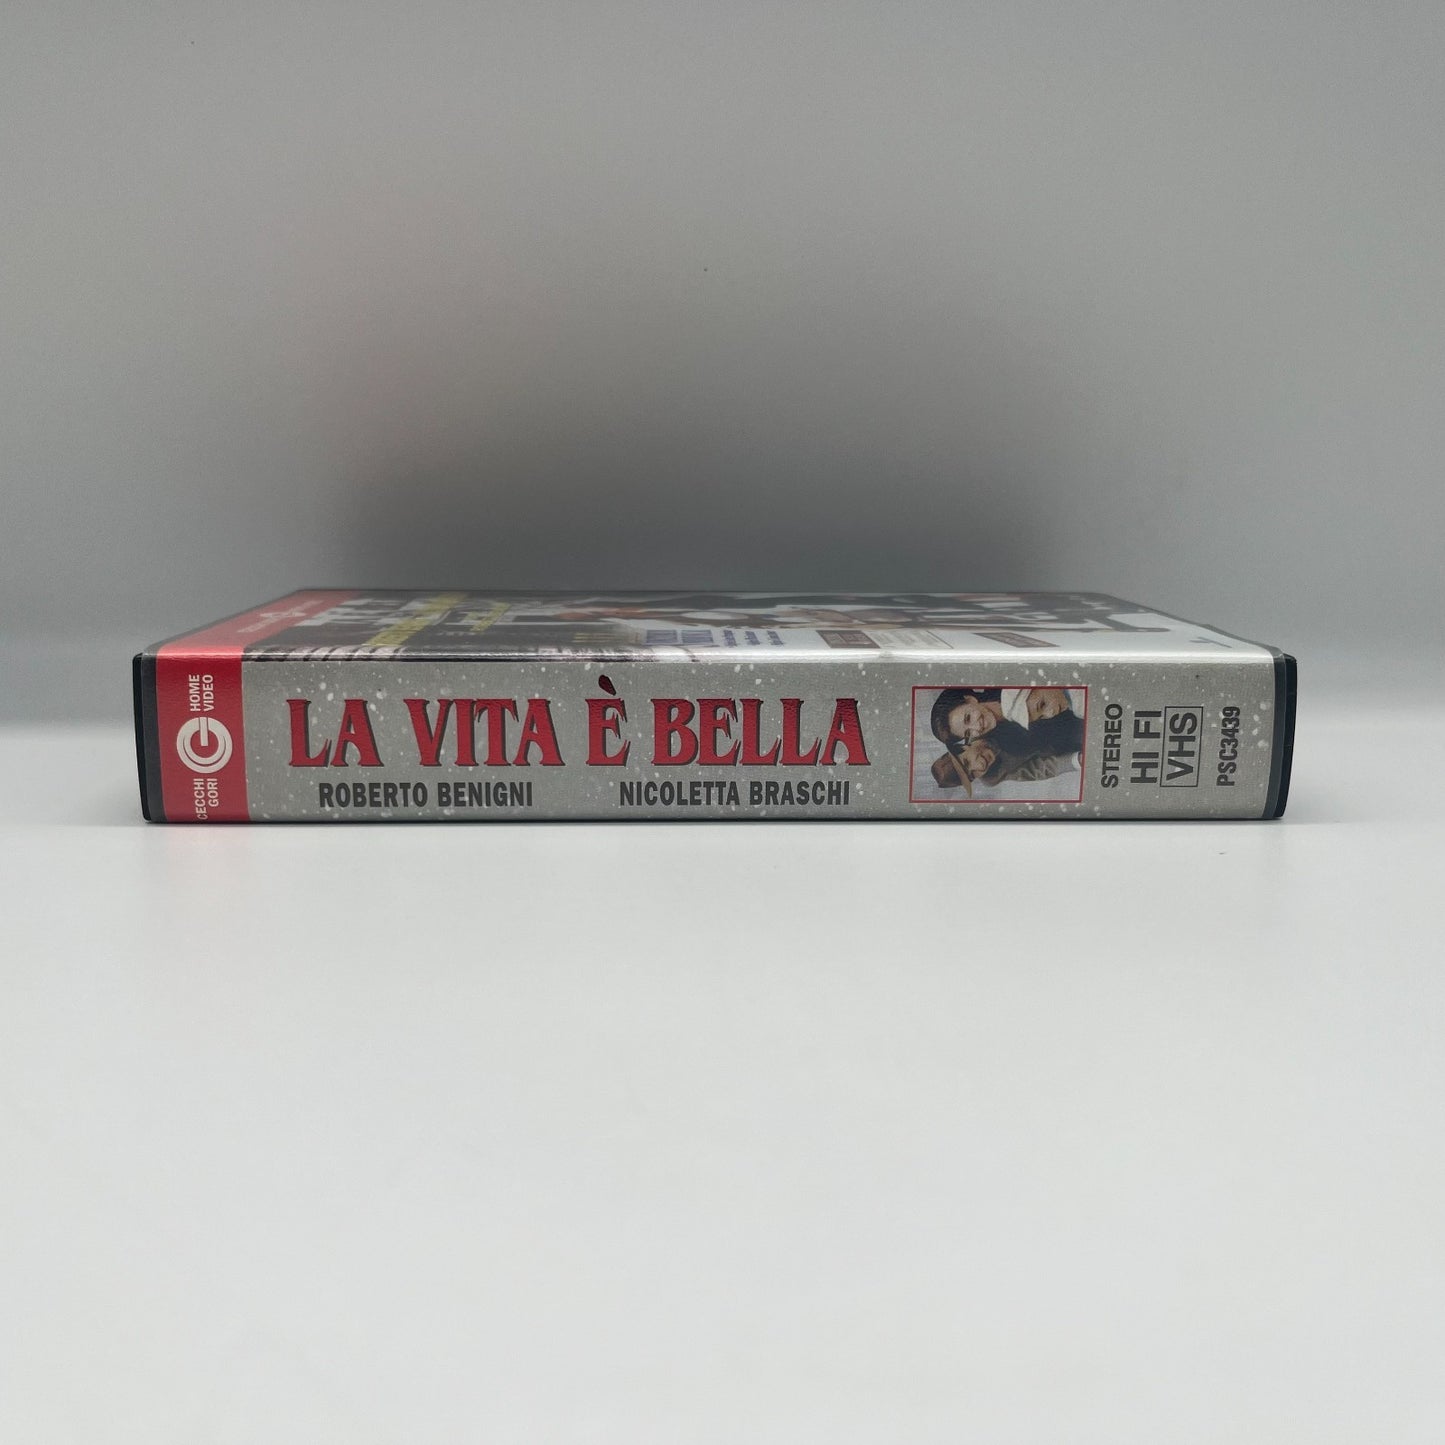 HOME
VIDEO
CECCHI
GORI
LA VITA È BELLA
ROBERTO BENIGNI NICOLETTA BRASCHI
STEREO
HI FI
VHS
PSC3439